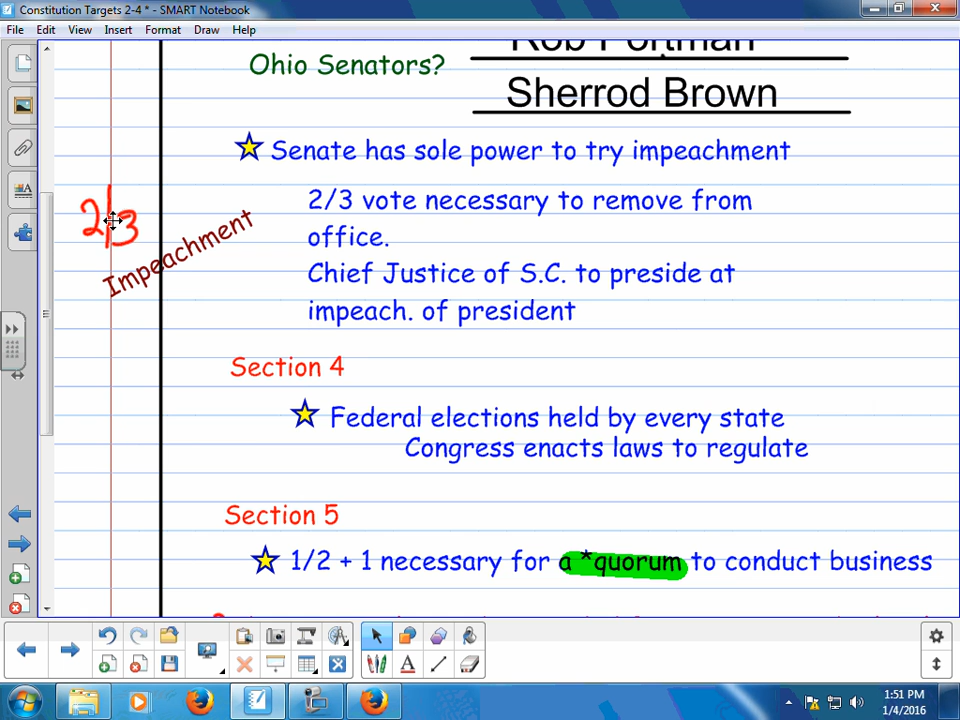 Constitution Targets 2-4 * - SMART Notebook
File Edit View Insert Format Draw Help
Rob Portman
Ohio Senators?
Sherrod Brown
Senate has sole power to try impeachment
2/3 vote necessary to remove from
office.
2/3
Impeachment
Chief Justice of S.C. to preside at
impeach. of president
Section 4
Federal elections held by every state
Congress enacts laws to regulate
Section 5
1/2 + 1 necessary for a *quorum to conduct business
1:51 PM
1/4/2016